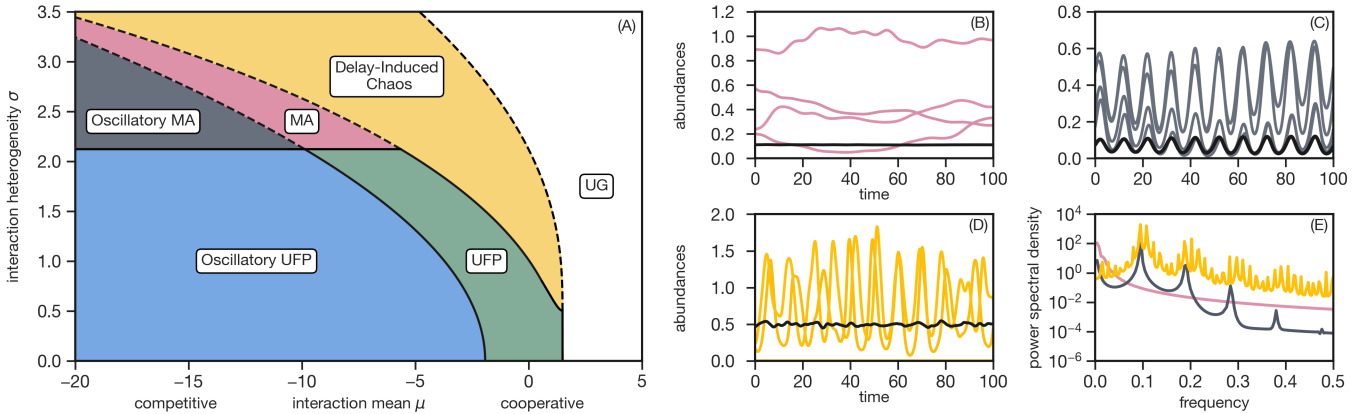 (A)
interaction heterogeneity σ
3.5
3.0
2.5
2.0
1.5
1.0
0.5
0.0
Delay-Induced
Chaos
Oscillatory MA
MA
UG
Oscillatory UFP
UFP
−20
−15
−10
−5
0
5
competitive
interaction mean μ
cooperative
(B)
abundances
1.2
1.0
0.8
0.6
0.4
0.2
0.0
0
20
40
60
80
100
time
(C)
0.8
0.6
0.4
0.2
0.0
0
20
40
60
80
100
(D)
abundances
2.0
1.5
1.0
0.5
0.0
0
20
40
60
80
100
time
(E)
power spectral density
10⁴
10²
10⁰
10⁻²
10⁻⁴
10⁻⁶
0.0
0.1
0.2
0.3
0.4
0.5
frequency